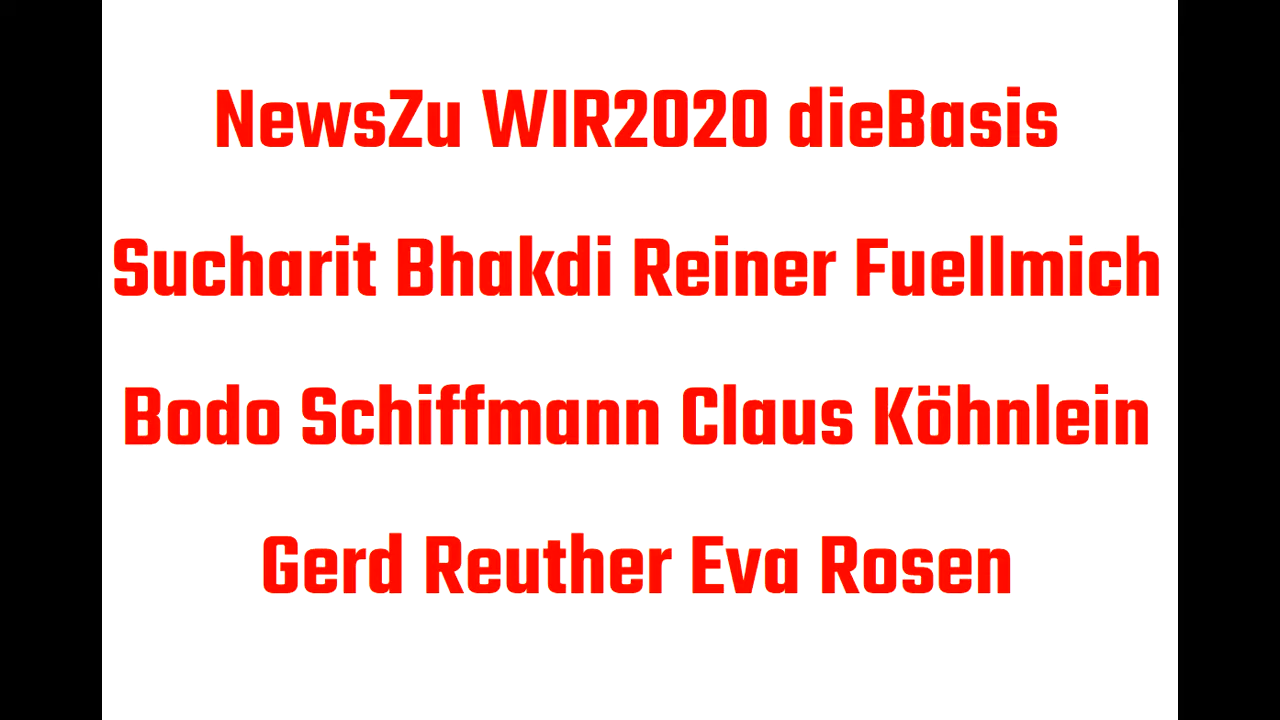 NewsZu WIR2020 dieBasis
Sucharit Bhakdi Reiner Fuellmich
Bodo Schiffmann Claus Köhnlein
Gerd Reuther Eva Rosen